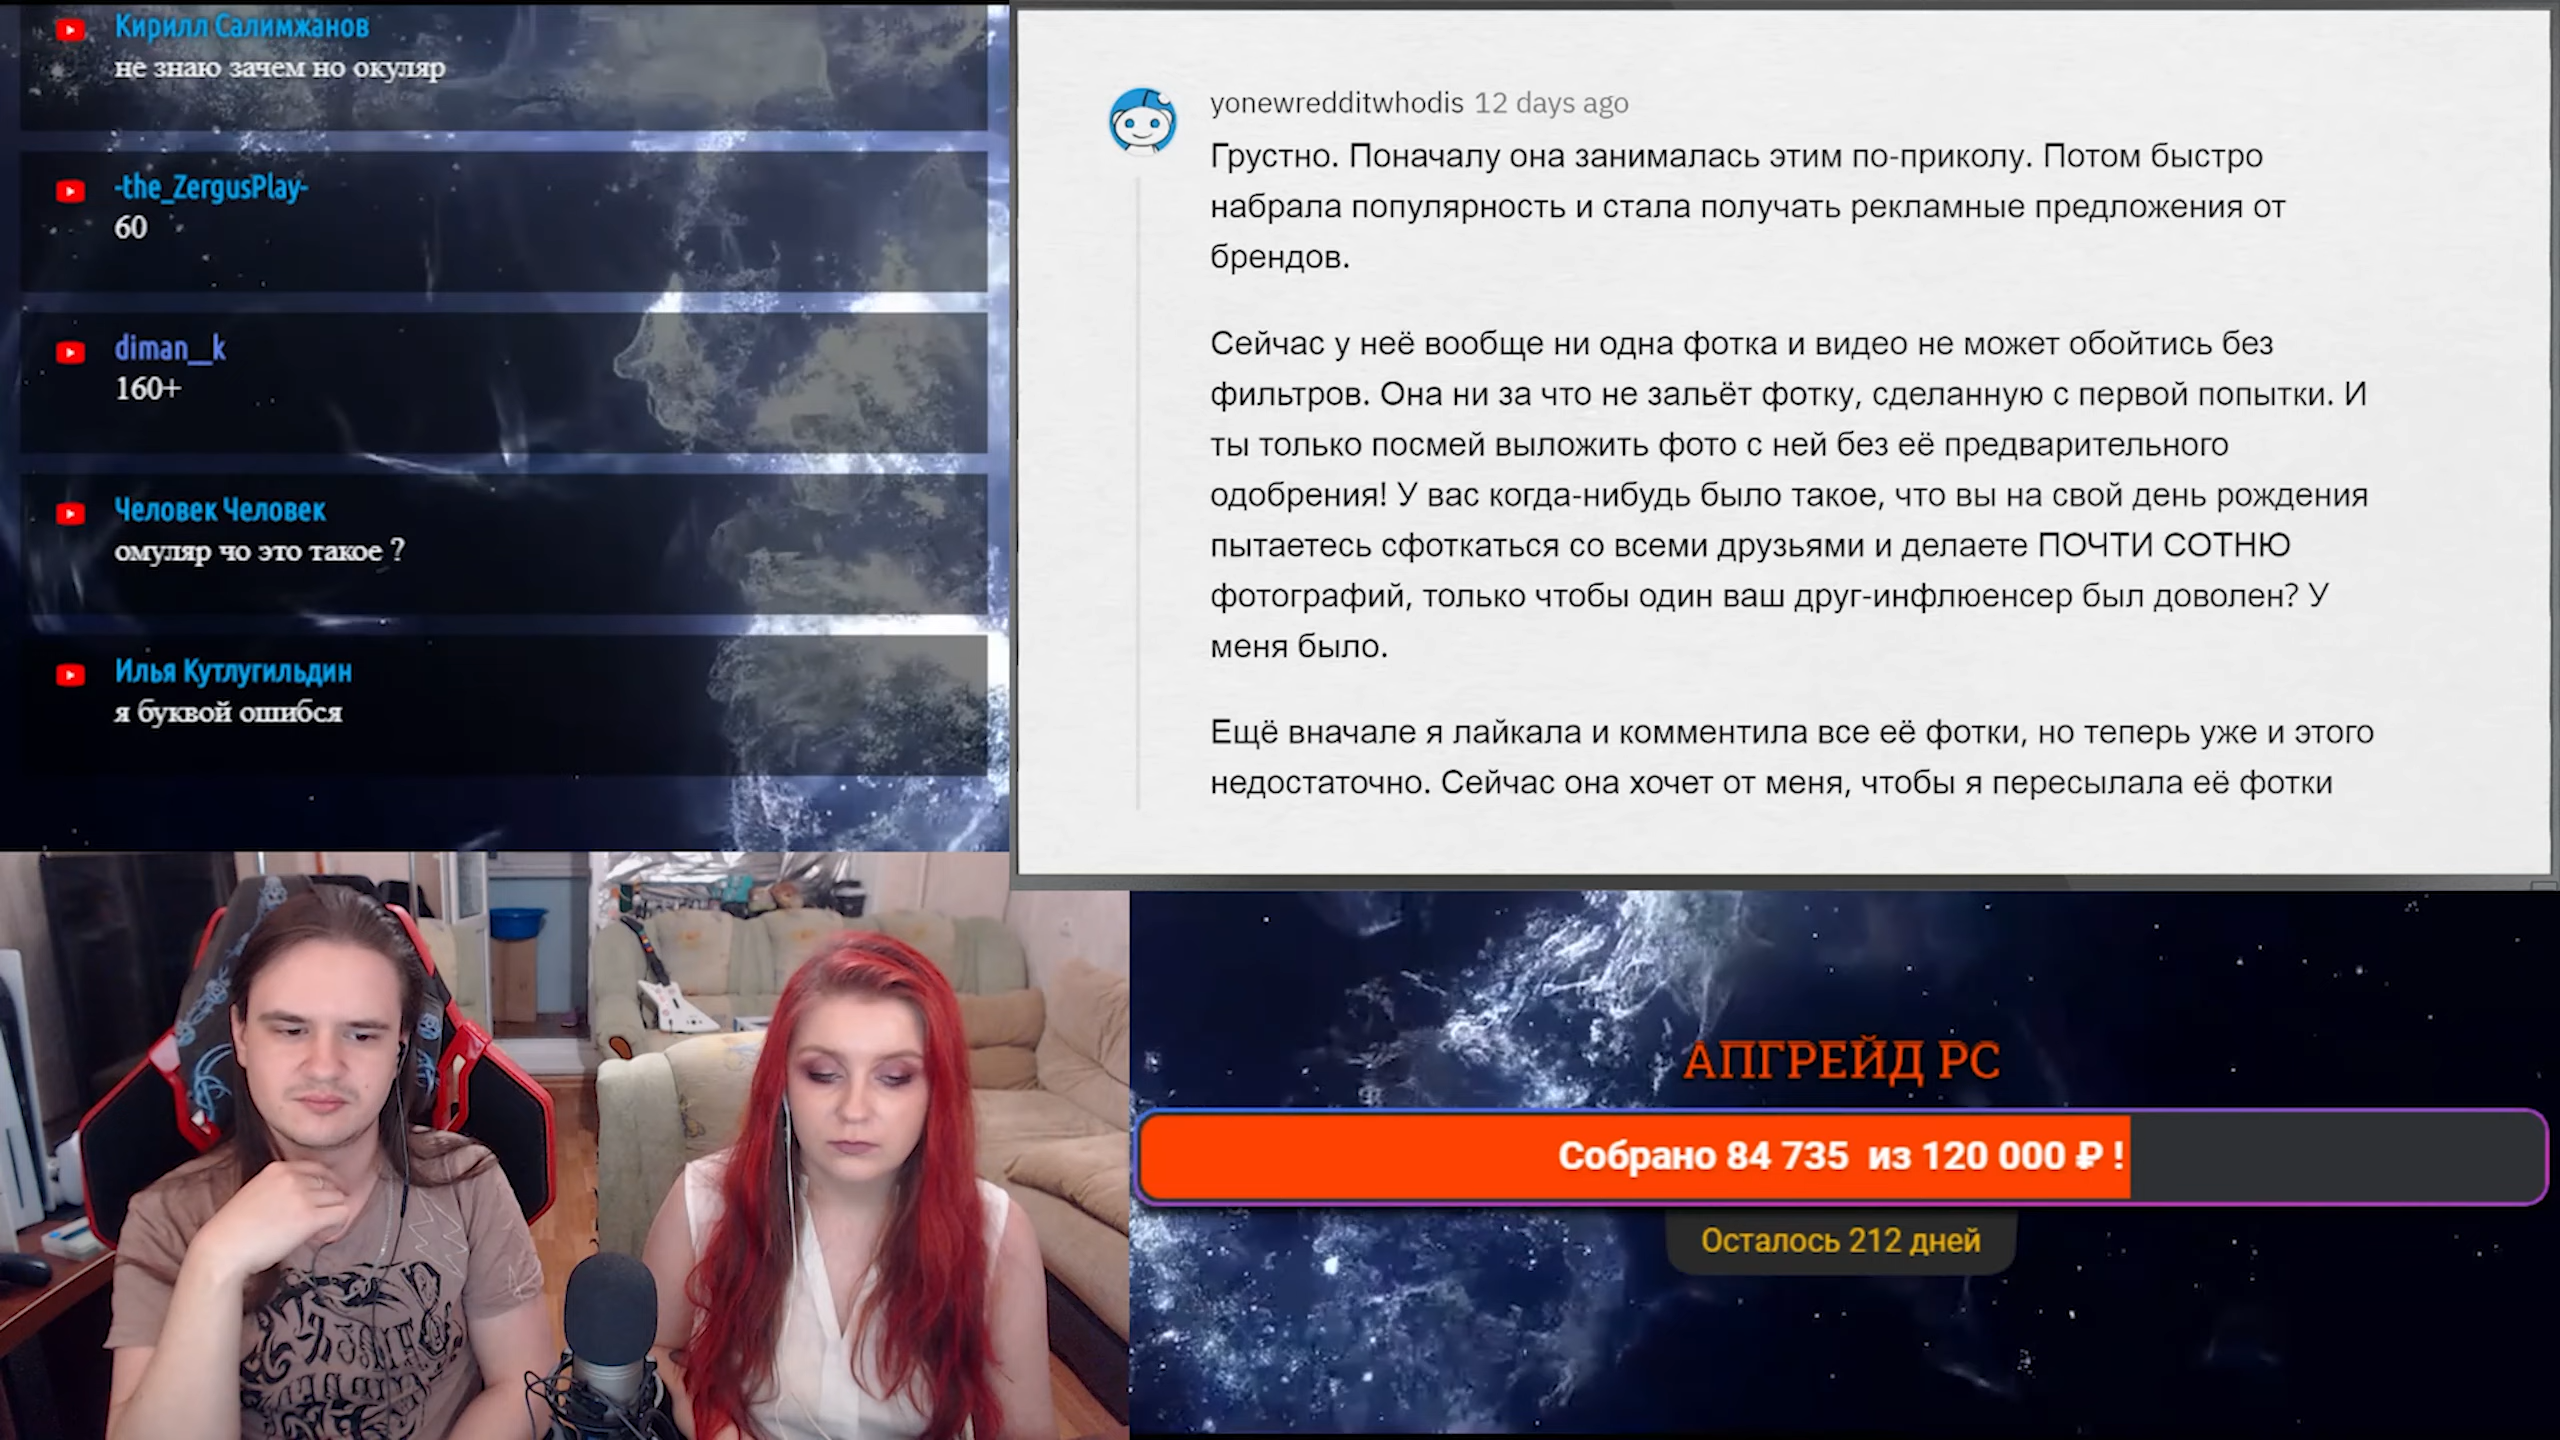 Кирилл Салимжанов
не знаю зачем но окуляр
-the_ZergusPlay-
60
diman__k
160+
Человек Человек
омуляр чо это такое ?
Илья Кутлугильдин
я буквой ошибся
yonewredditwhodis 12 days ago
Грустно. Поначалу она занималась этим по-приколу. Потом быстро
набрала популярность и стала получать рекламные предложения от
брендов.
Сейчас у неё вообще ни одна фотка и видео не может обойтись без
фильтров. Она ни за что не зальёт фотку, сделанную с первой попытки. И
ты только посмей выложить фото с ней без её предварительного
одобрения! У вас когда-нибудь было такое, что вы на свой день рождения
пытаетесь сфоткаться со всеми друзьями и делаете ПОЧТИ СОТНЮ
фотографий, только чтобы один ваш друг-инфлюенсер был доволен? У
меня было.
Ещё вначале я лайкала и комментила все её фотки, но теперь уже и этого
недостаточно. Сейчас она хочет от меня, чтобы я пересылала её фотки
АПГРЕЙД PC
Собрано 84 735 из 120 000 ₽ !
Осталось 212 дней